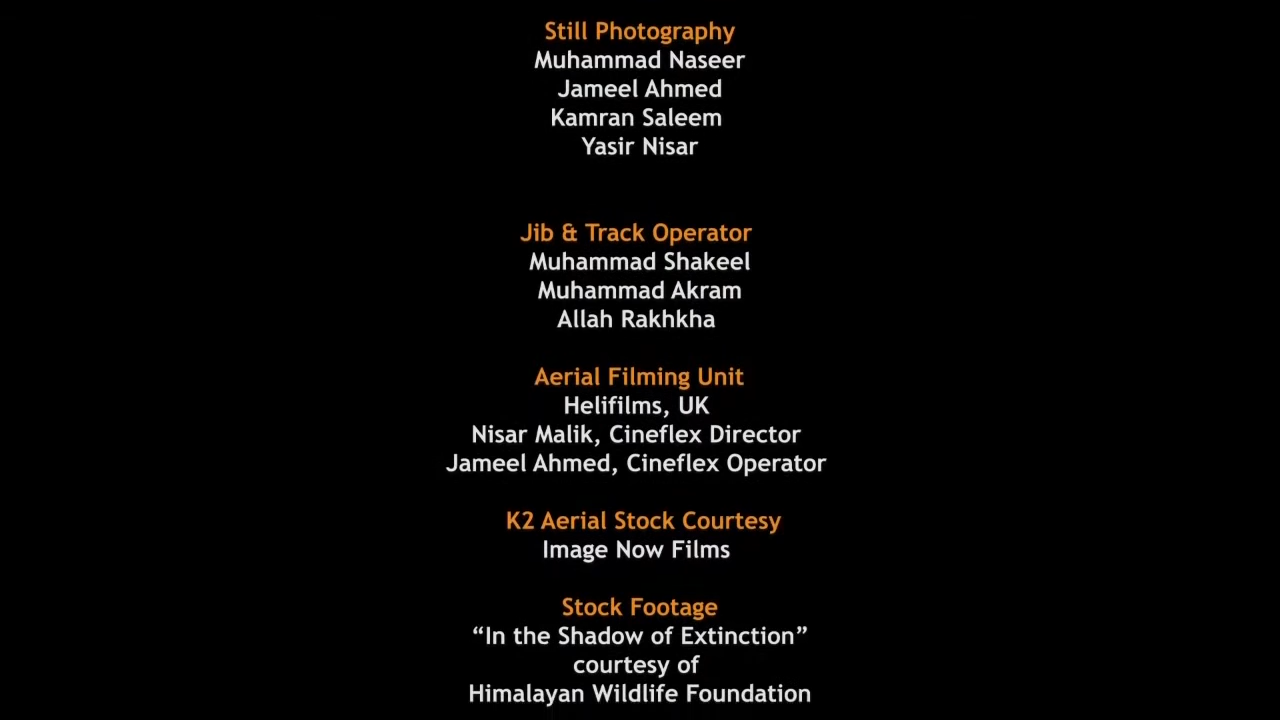 Still Photography
Muhammad Naseer
Jameel Ahmed
Kamran Saleem
Yasir Nisar
Jib & Track Operator
Muhammad Shakeel
Muhammad Akram
Allah Rakhkha
Aerial Filming Unit
Helifilms, UK
Nisar Malik, Cineflex Director
Jameel Ahmed, Cineflex Operator
K2 Aerial Stock Courtesy
Image Now Films
Stock Footage
“In the Shadow of Extinction”
courtesy of
Himalayan Wildlife Foundation